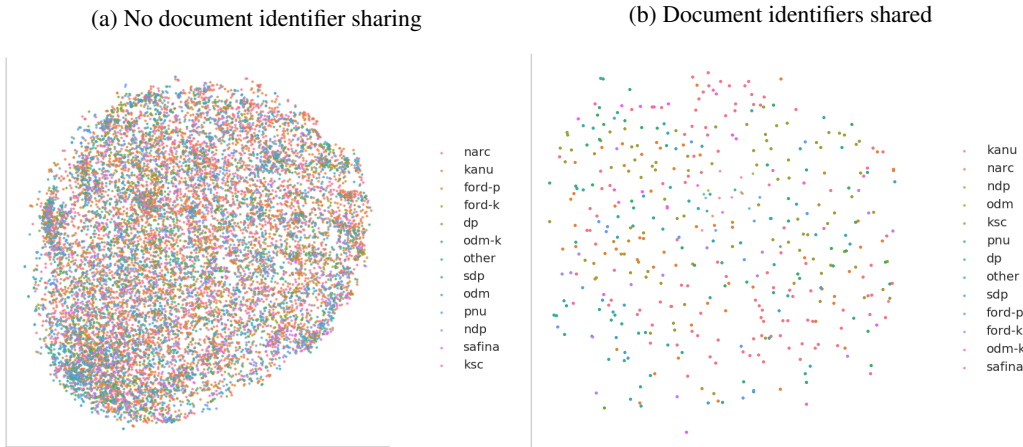 (a) No document identifier sharing
narc
kanu
ford-p
ford-k
dp
odm-k
other
sdp
odm
pnu
ndp
safina
ksc
(b) Document identifiers shared
kanu
narc
ndp
odm
ksc
pnu
dp
other
sdp
ford-p
ford-k
odm-k
safina